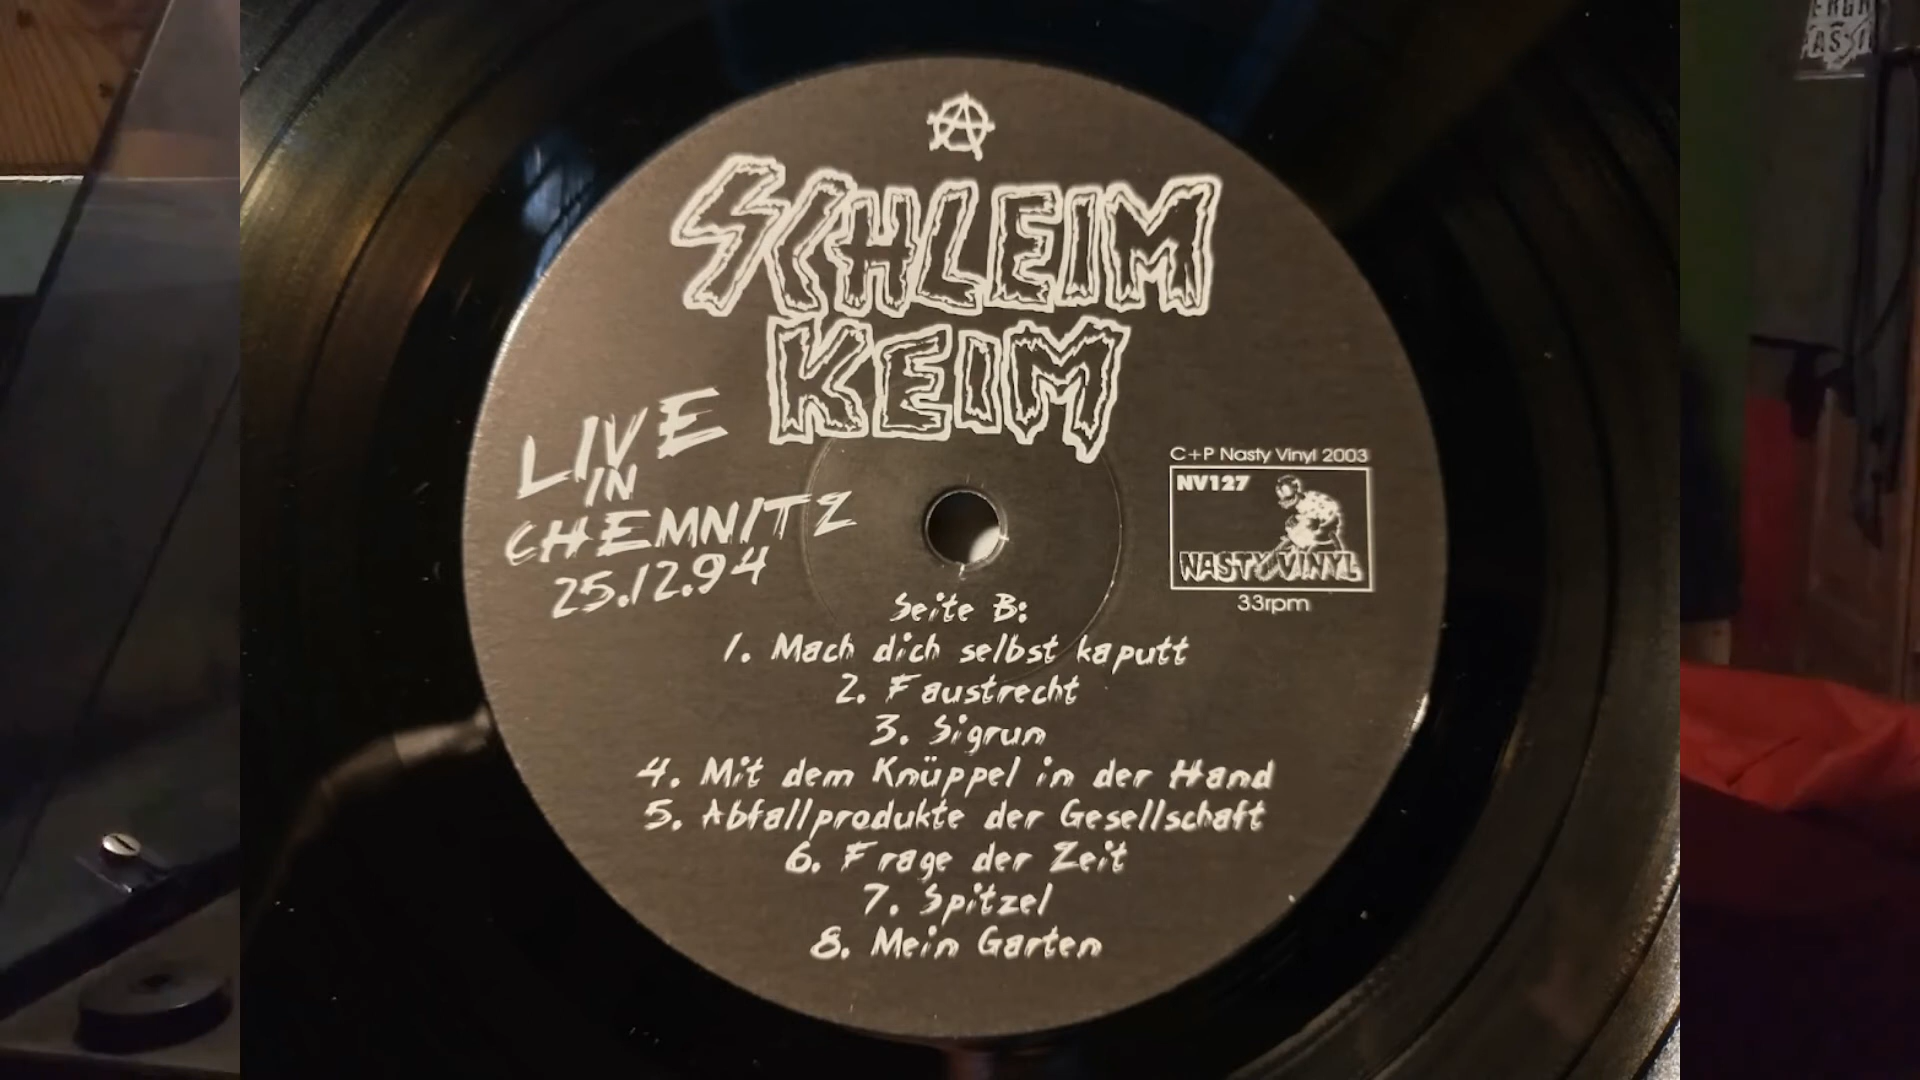 SCHLEIM
KEIM
LIVE
IN
CHEMNITZ
25.12.94
C+P Nasty Vinyl 2003
NV127
NASTY VINYL
33rpm
Seite B:
1. Mach dich selbst kaputt
2. Faustrecht
3. Sigrun
4. Mit dem Knüppel in der Hand
5. Abfallprodukte der Gesellschaft
6. Frage der Zeit
7. Spitzel
8. Mein Garten